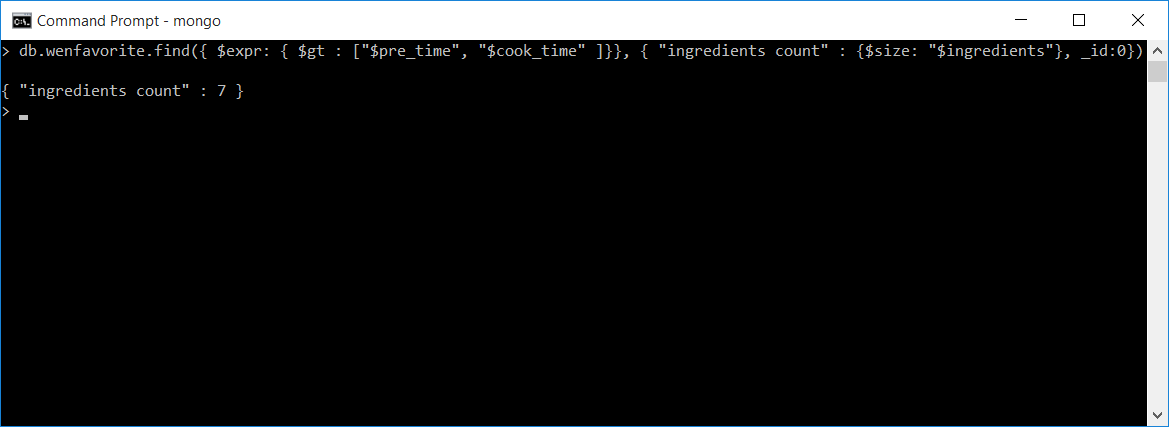 Command Prompt - mongo
> db.wenfavorite.find({ $expr: { $gt : ["$pre_time", "$cook_time" ]}}, { "ingredients count" : {$size: "$ingredients"}, _id:0})
{ "ingredients count" : 7 }
>